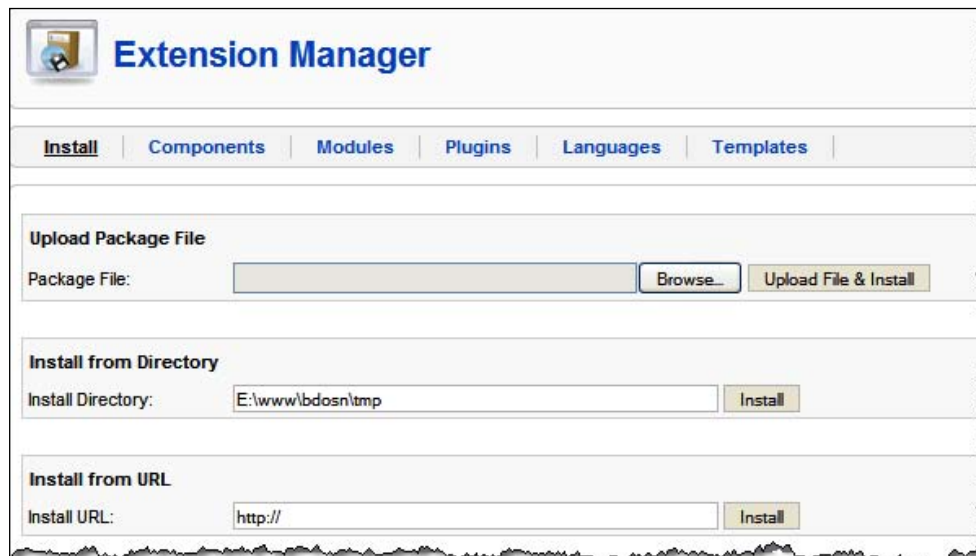 Extension Manager
Install Components Modules Plugins Languages Templates
Upload Package File
Package File: Browse... Upload File & Install
Install from Directory
Install Directory: E:\www\bdosn\tmp Install
Install from URL
Install URL: http:// Install